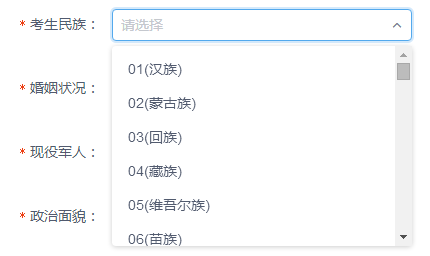 * 考生民族： 请选择
01(汉族)
* 婚姻状况：
02(蒙古族)
03(回族)
* 现役军人：
04(藏族)
05(维吾尔族)
* 政治面貌：
06(苗族)